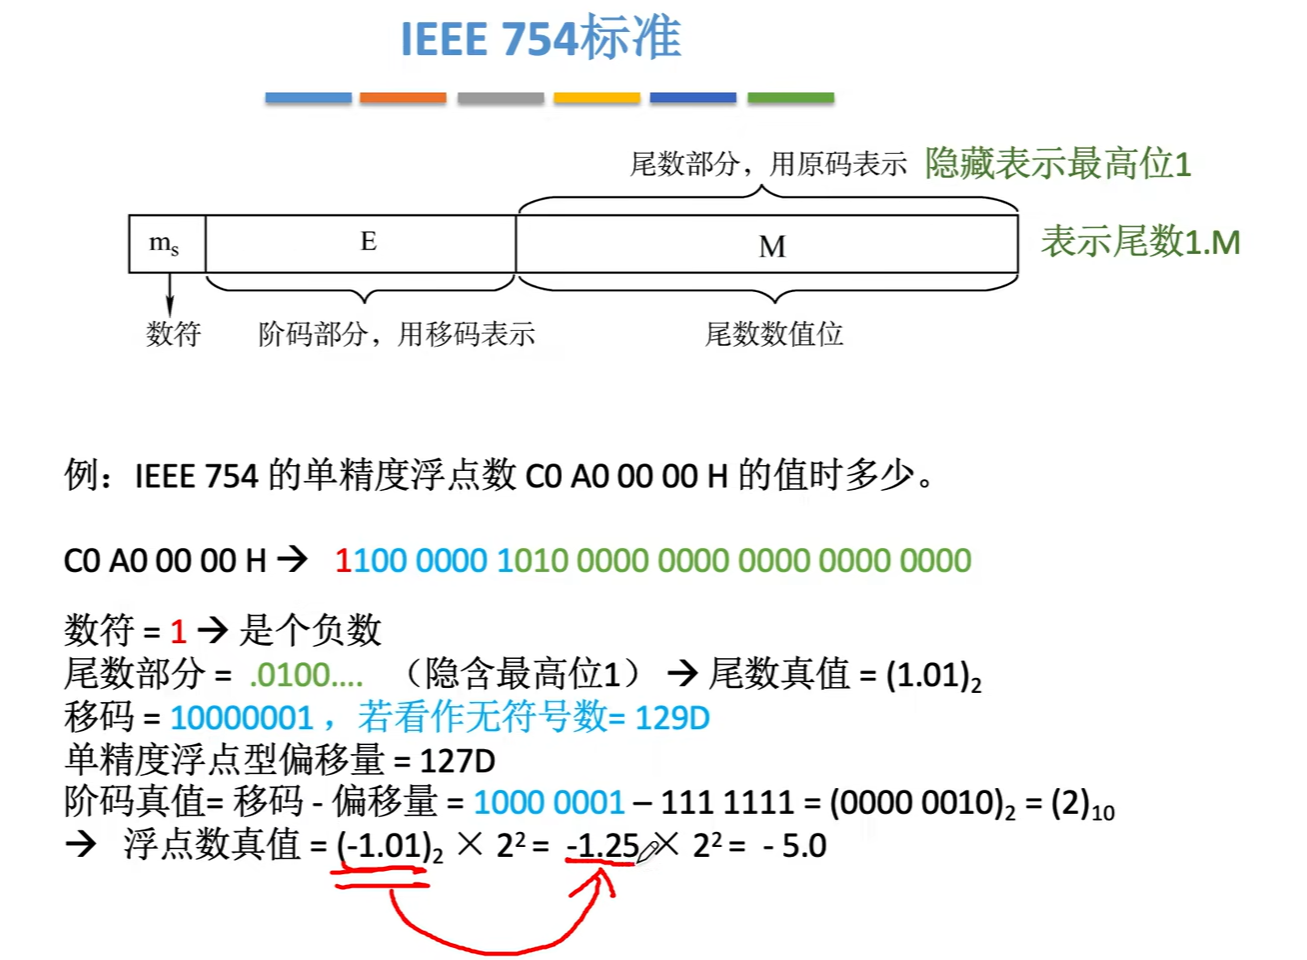 IEEE 754标准
尾数部分，用原码表示 隐藏表示最高位1
mₛ E M 表示尾数1.M
数符 阶码部分，用移码表示 尾数数值位
例：IEEE 754 的单精度浮点数 C0 A0 00 00 H 的值时多少。
C0 A0 00 00 H → 1100 0000 1010 0000 0000 0000 0000 0000
数符 = 1 → 是个负数
尾数部分 = .0100.... （隐含最高位1） → 尾数真值 = (1.01)₂
移码 = 10000001 ，若看作无符号数= 129D
单精度浮点型偏移量 = 127D
阶码真值= 移码 - 偏移量 = 1000 0001 – 111 1111 = (0000 0010)₂ = (2)₁₀
→ 浮点数真值 = (-1.01)₂ × 2² = -1.25 × 2² = - 5.0